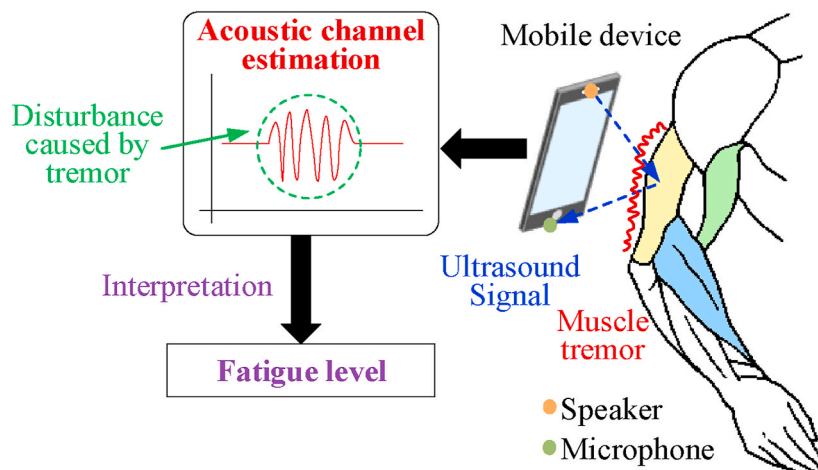 Acoustic channel
estimation
Disturbance
caused by
tremor
Mobile device
Ultrasound
Signal
Muscle
tremor
Interpretation
Fatigue level
Speaker
Microphone